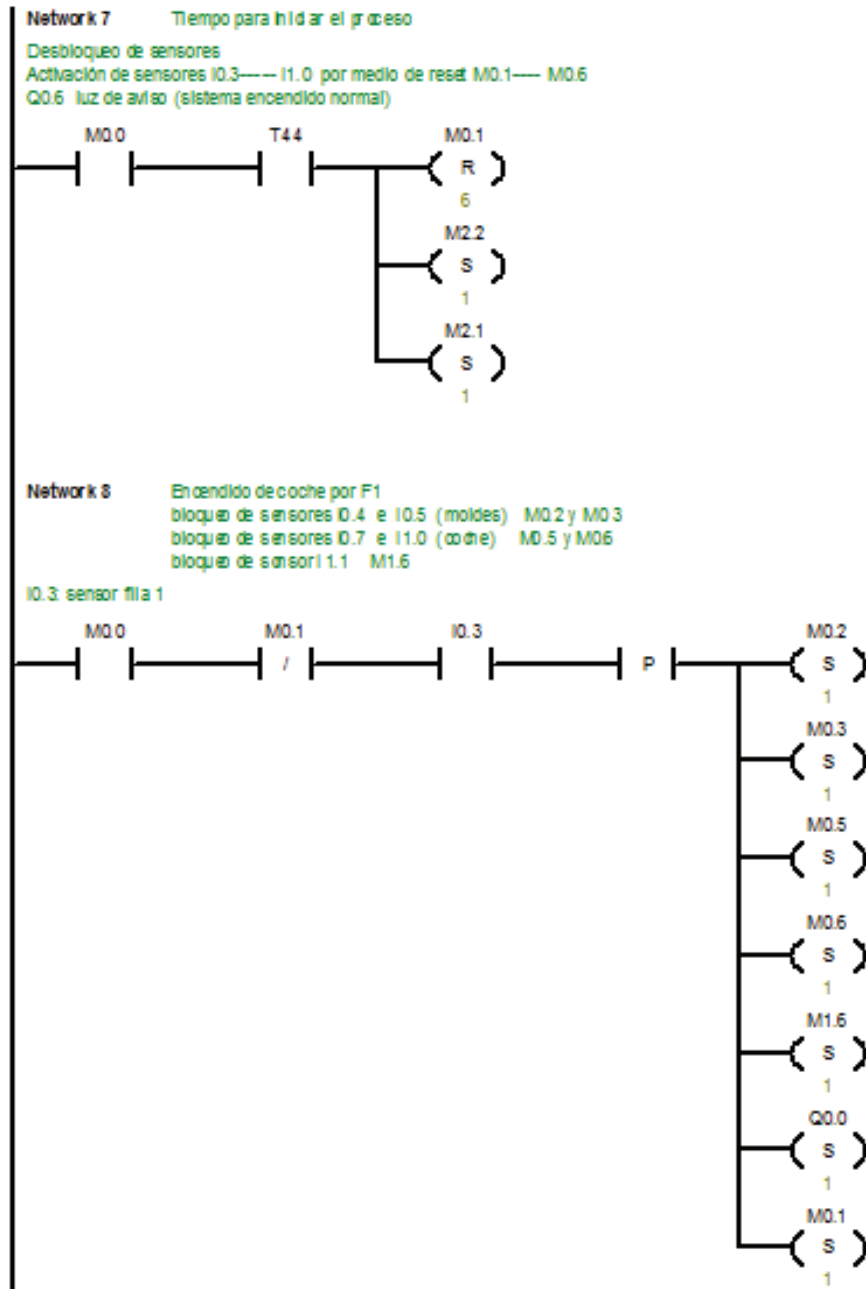 Network 7 Tiempo para inidar el proceso
Desbloqueo de sensores
Activación de sensores I0.3----- I1.0 por medio de reset M0.1---- M0.6
Q0.6 luz de aviso (sistema encendido normal)
M0.0 T44 M0.1
R
6
M2.2
S
1
M2.1
S
1
Network 8 Encendido de coche por F1
bloqueo de sensores I0.4 e I0.5 (moldes) M0.2 y M0.3
bloqueo de sensores I0.7 e I1.0 (coche) M0.5 y M0.6
bloqueo de sensor I1.1 M1.6
I0.3: sensor filla 1
M0.0 M0.1 I0.3 M0.2
/ P S
1
M0.3
S
1
M0.5
S
1
M0.6
S
1
M1.6
S
1
Q0.0
S
1
M0.1
S
1